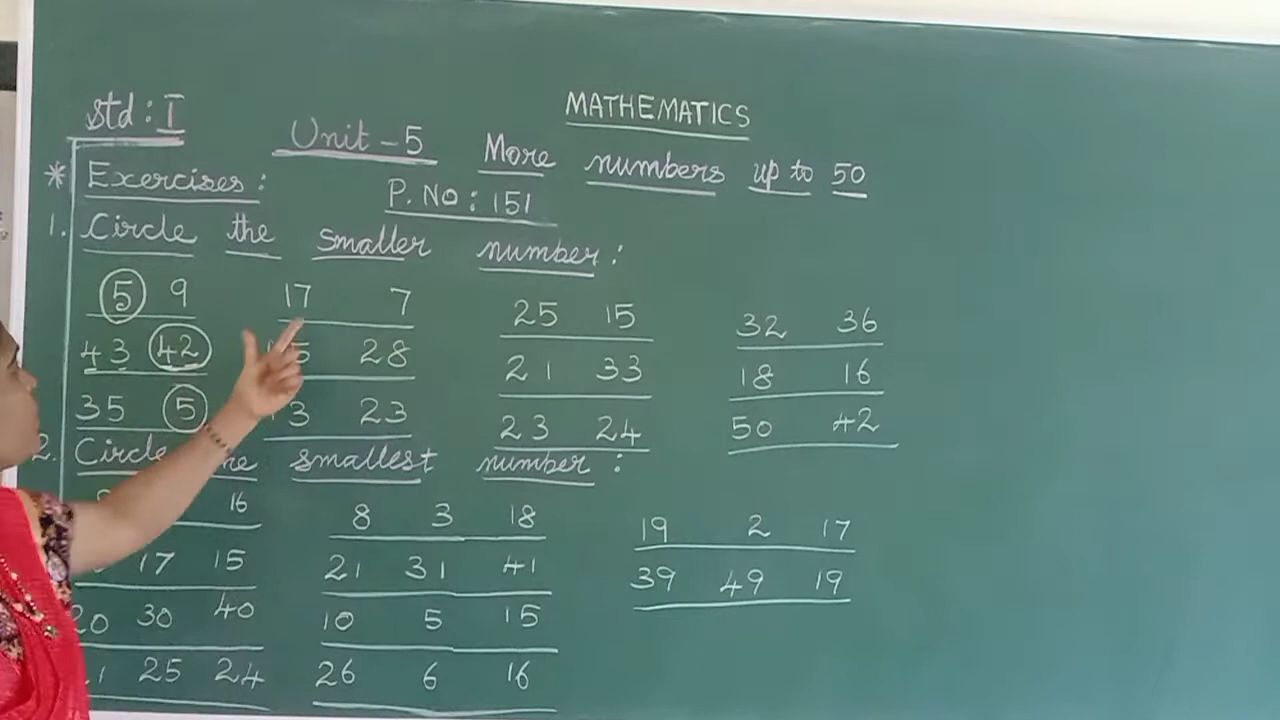 MATHEMATICS
std : I
Unit - 5 More numbers up to 50
* Exercises :
P. No : 151
1. Circle the smaller number :
5 9 17 7 25 15 32 36
43 42 28 21 33 18 16
35 5 3 23 23 24 50 42
2. Circle smallest number :
16 8 3 18 19 2 17
17 15 21 31 41 39 49 19
20 30 40 10 5 15
25 24 26 6 16